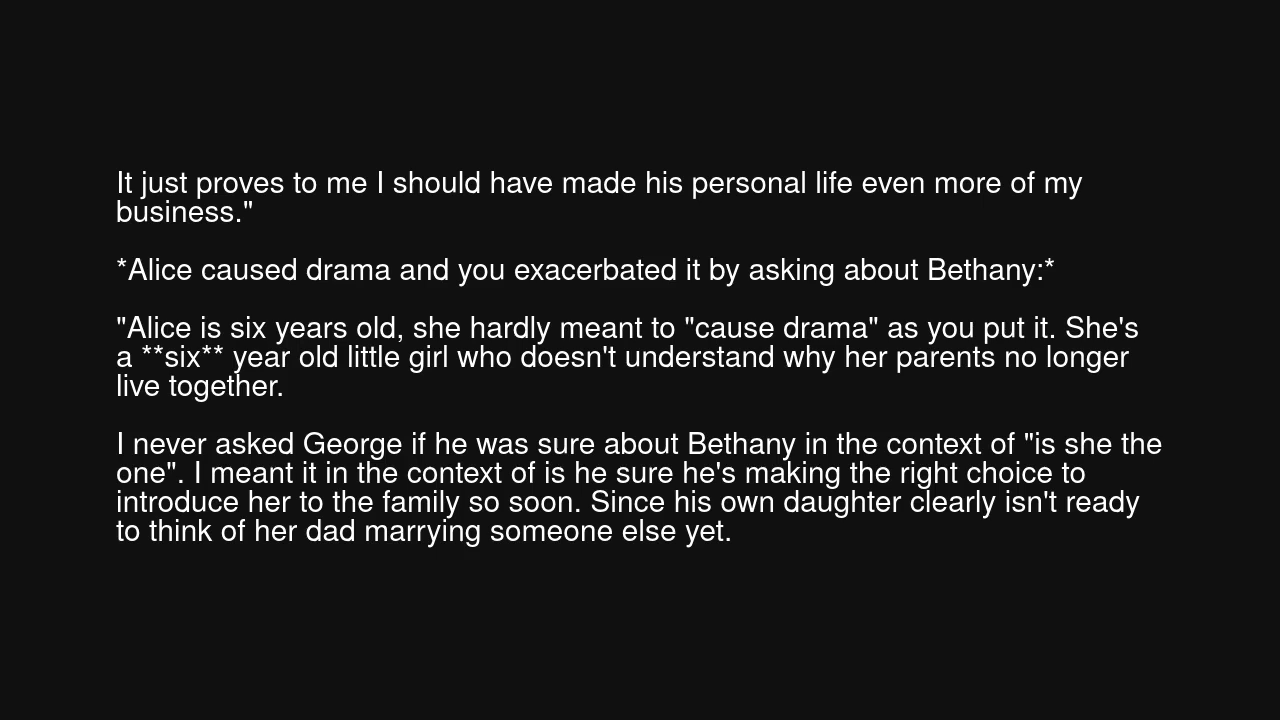 It just proves to me I should have made his personal life even more of my
business."
*Alice caused drama and you exacerbated it by asking about Bethany:*
"Alice is six years old, she hardly meant to "cause drama" as you put it. She's
a **six** year old little girl who doesn't understand why her parents no longer
live together.
I never asked George if he was sure about Bethany in the context of "is she the
one". I meant it in the context of is he sure he's making the right choice to
introduce her to the family so soon. Since his own daughter clearly isn't ready
to think of her dad marrying someone else yet.